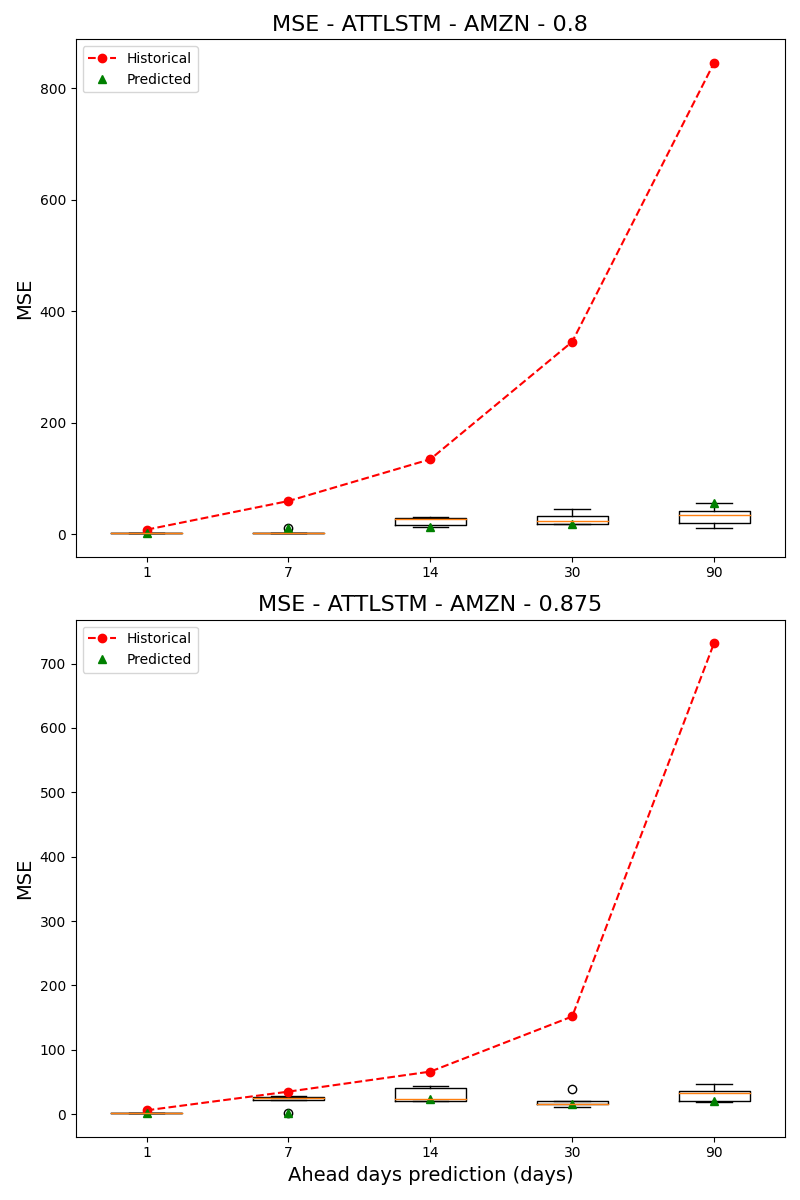 MSE - ATTLSTM - AMZN - 0.8
Historical
Predicted
MSE
800
600
400
200
0
1 7 14 30 90
MSE - ATTLSTM - AMZN - 0.875
Historical
Predicted
MSE
700
600
500
400
300
200
100
0
1 7 14 30 90
Ahead days prediction (days)